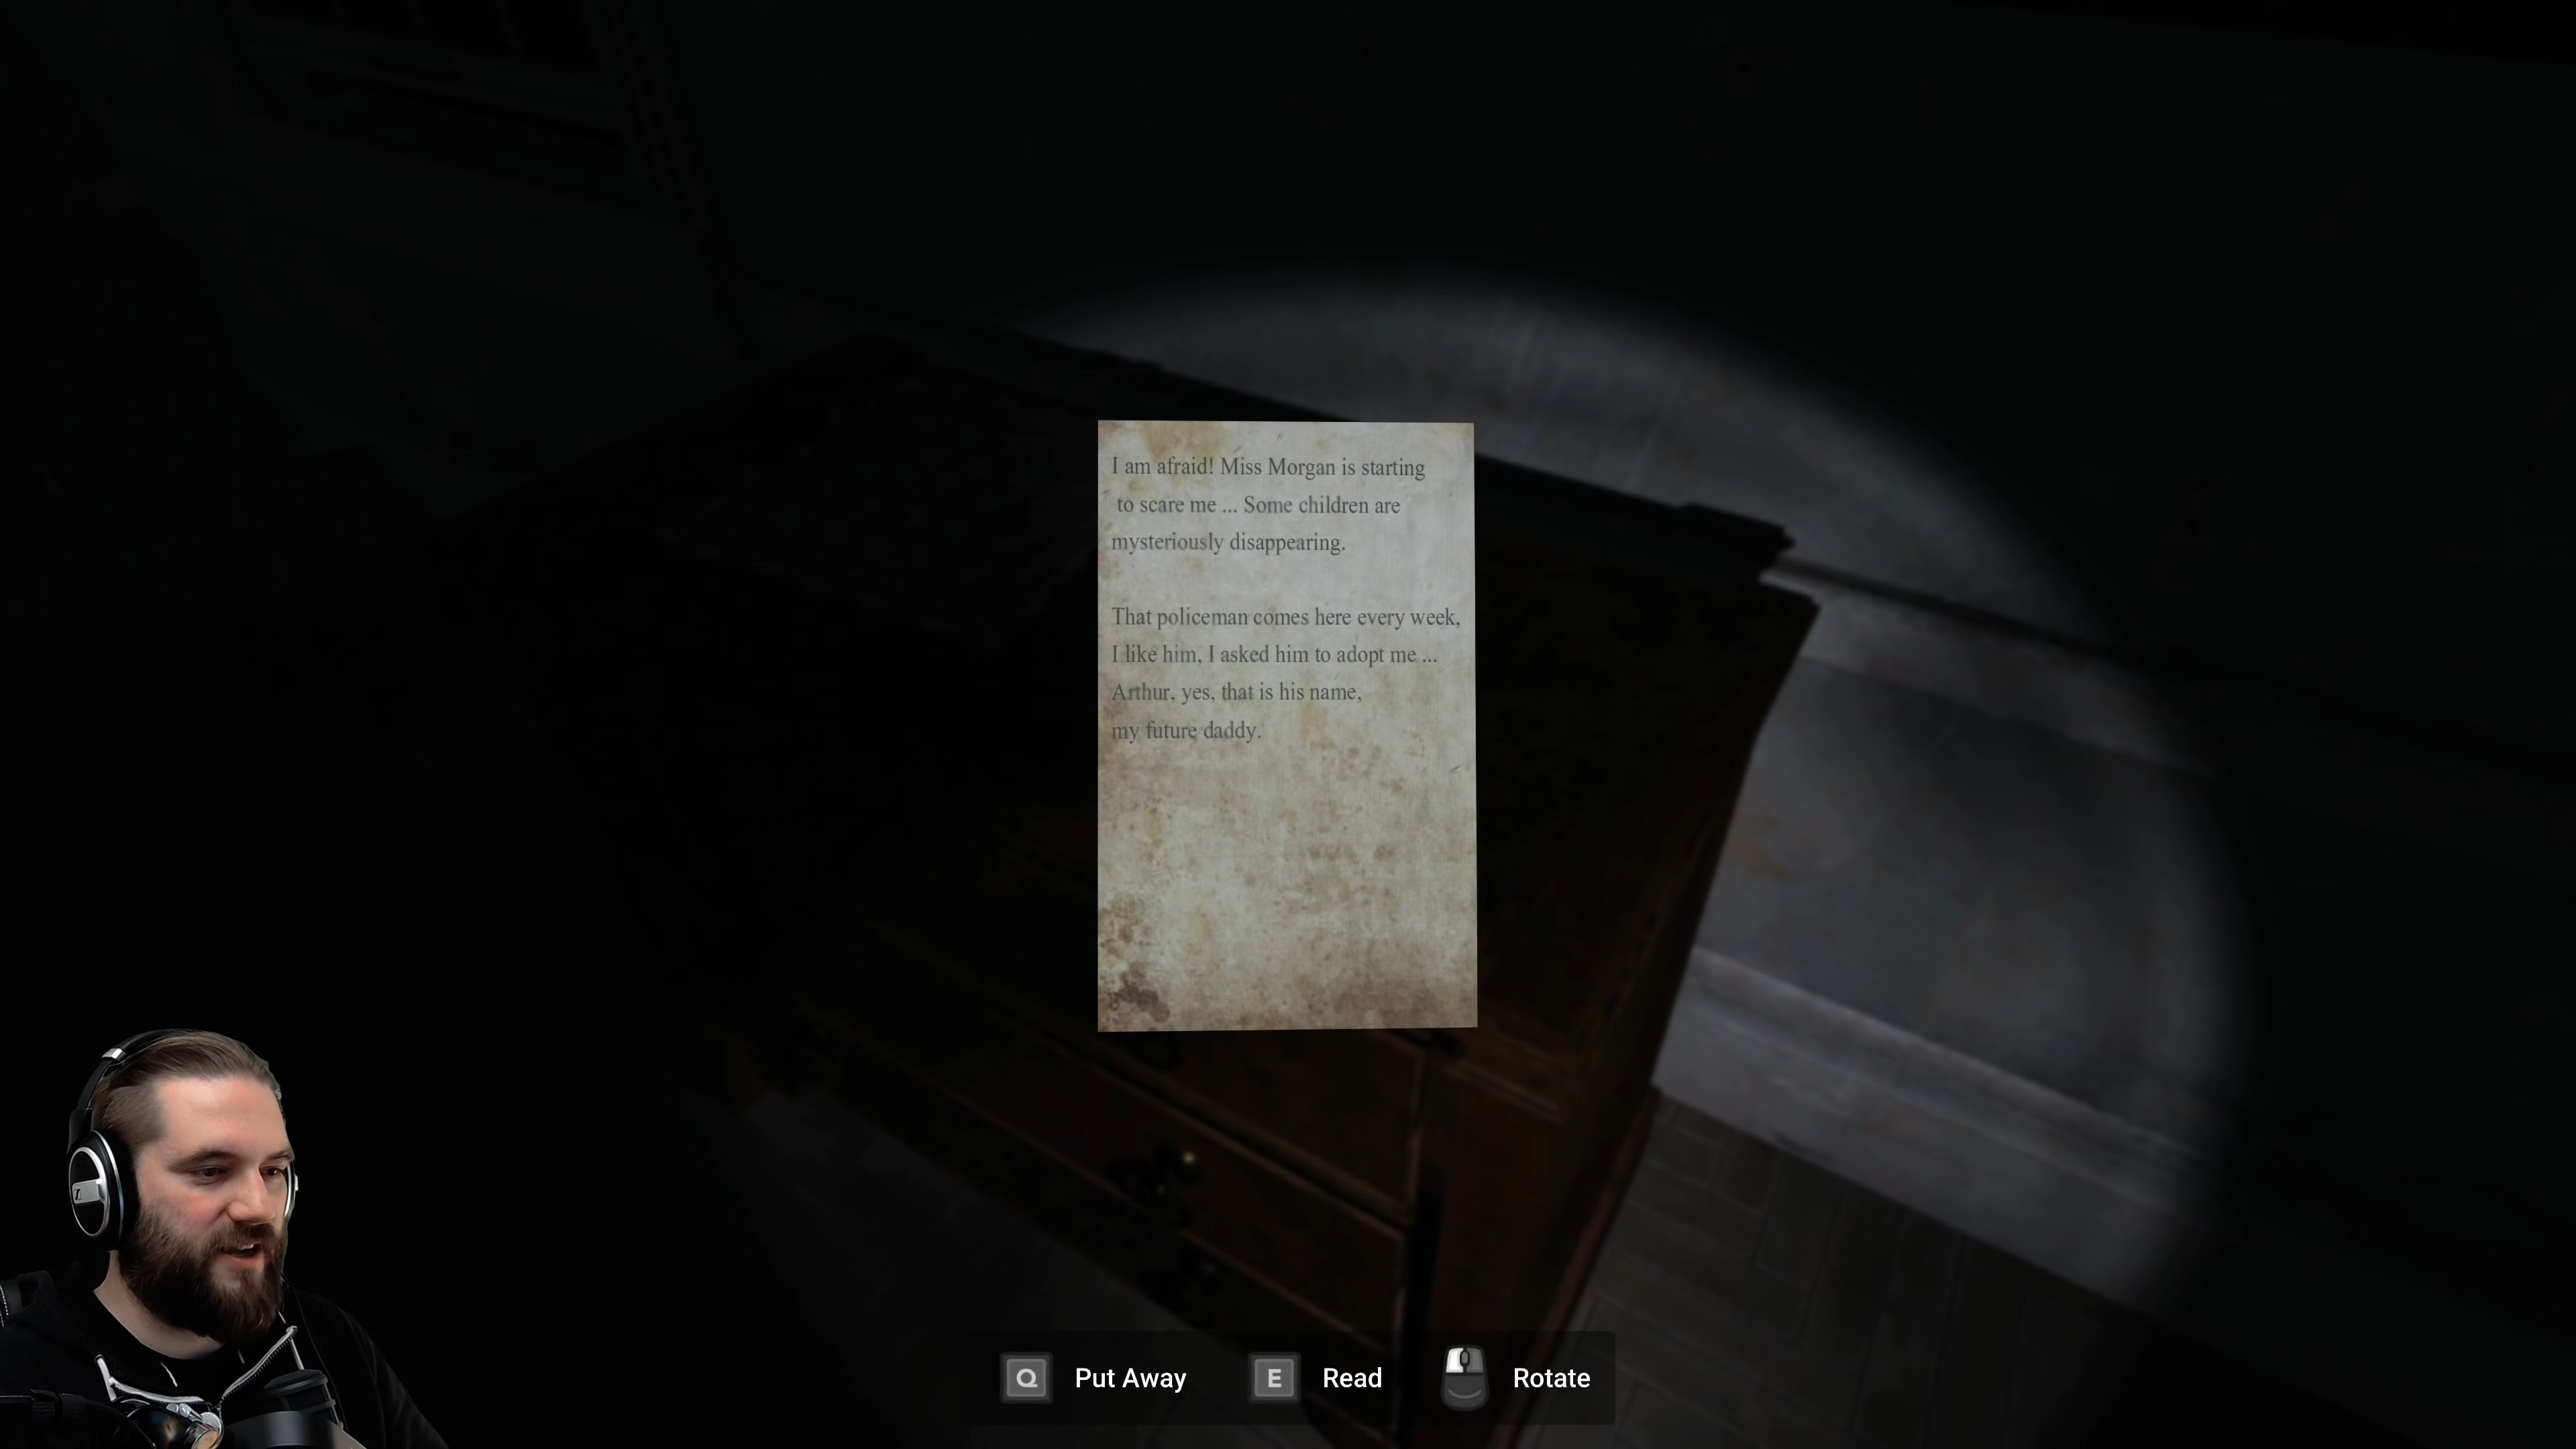 I am afraid! Miss Morgan is starting
to scare me ... Some children are
mysteriously disappearing.
That policeman comes here every week,
I like him, I asked him to adopt me ...
Arthur, yes, that is his name,
my future daddy.
Q Put Away E Read Rotate